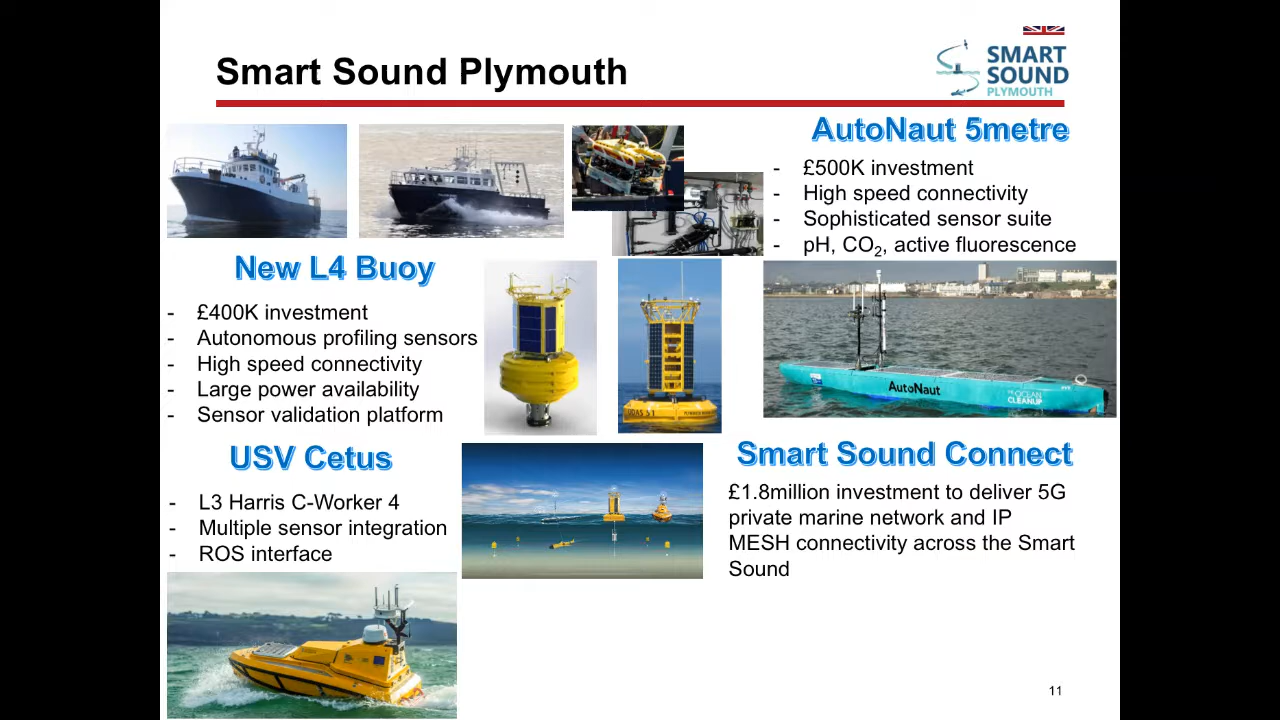 Smart Sound Plymouth
SMART
SOUND
PLYMOUTH
AutoNaut 5metre
- £500K investment
- High speed connectivity
- Sophisticated sensor suite
- pH, CO₂, active fluorescence
New L4 Buoy
- £400K investment
- Autonomous profiling sensors
- High speed connectivity
- Large power availability
- Sensor validation platform
ODAS
AutoNaut
OCEAN
CLEANUP
USV Cetus
- L3 Harris C-Worker 4
- Multiple sensor integration
- ROS interface
Smart Sound Connect
£1.8million investment to deliver 5G
private marine network and IP
MESH connectivity across the Smart
Sound
11